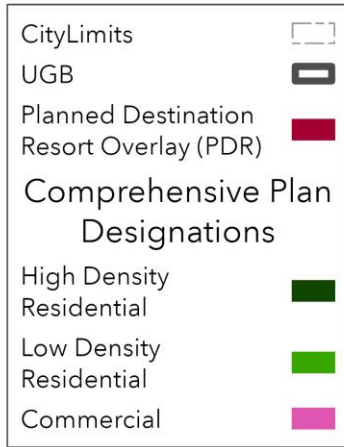 CityLimits
UGB
Planned Destination
Resort Overlay (PDR)
Comprehensive Plan
Designations
High Density
Residential
Low Density
Residential
Commercial